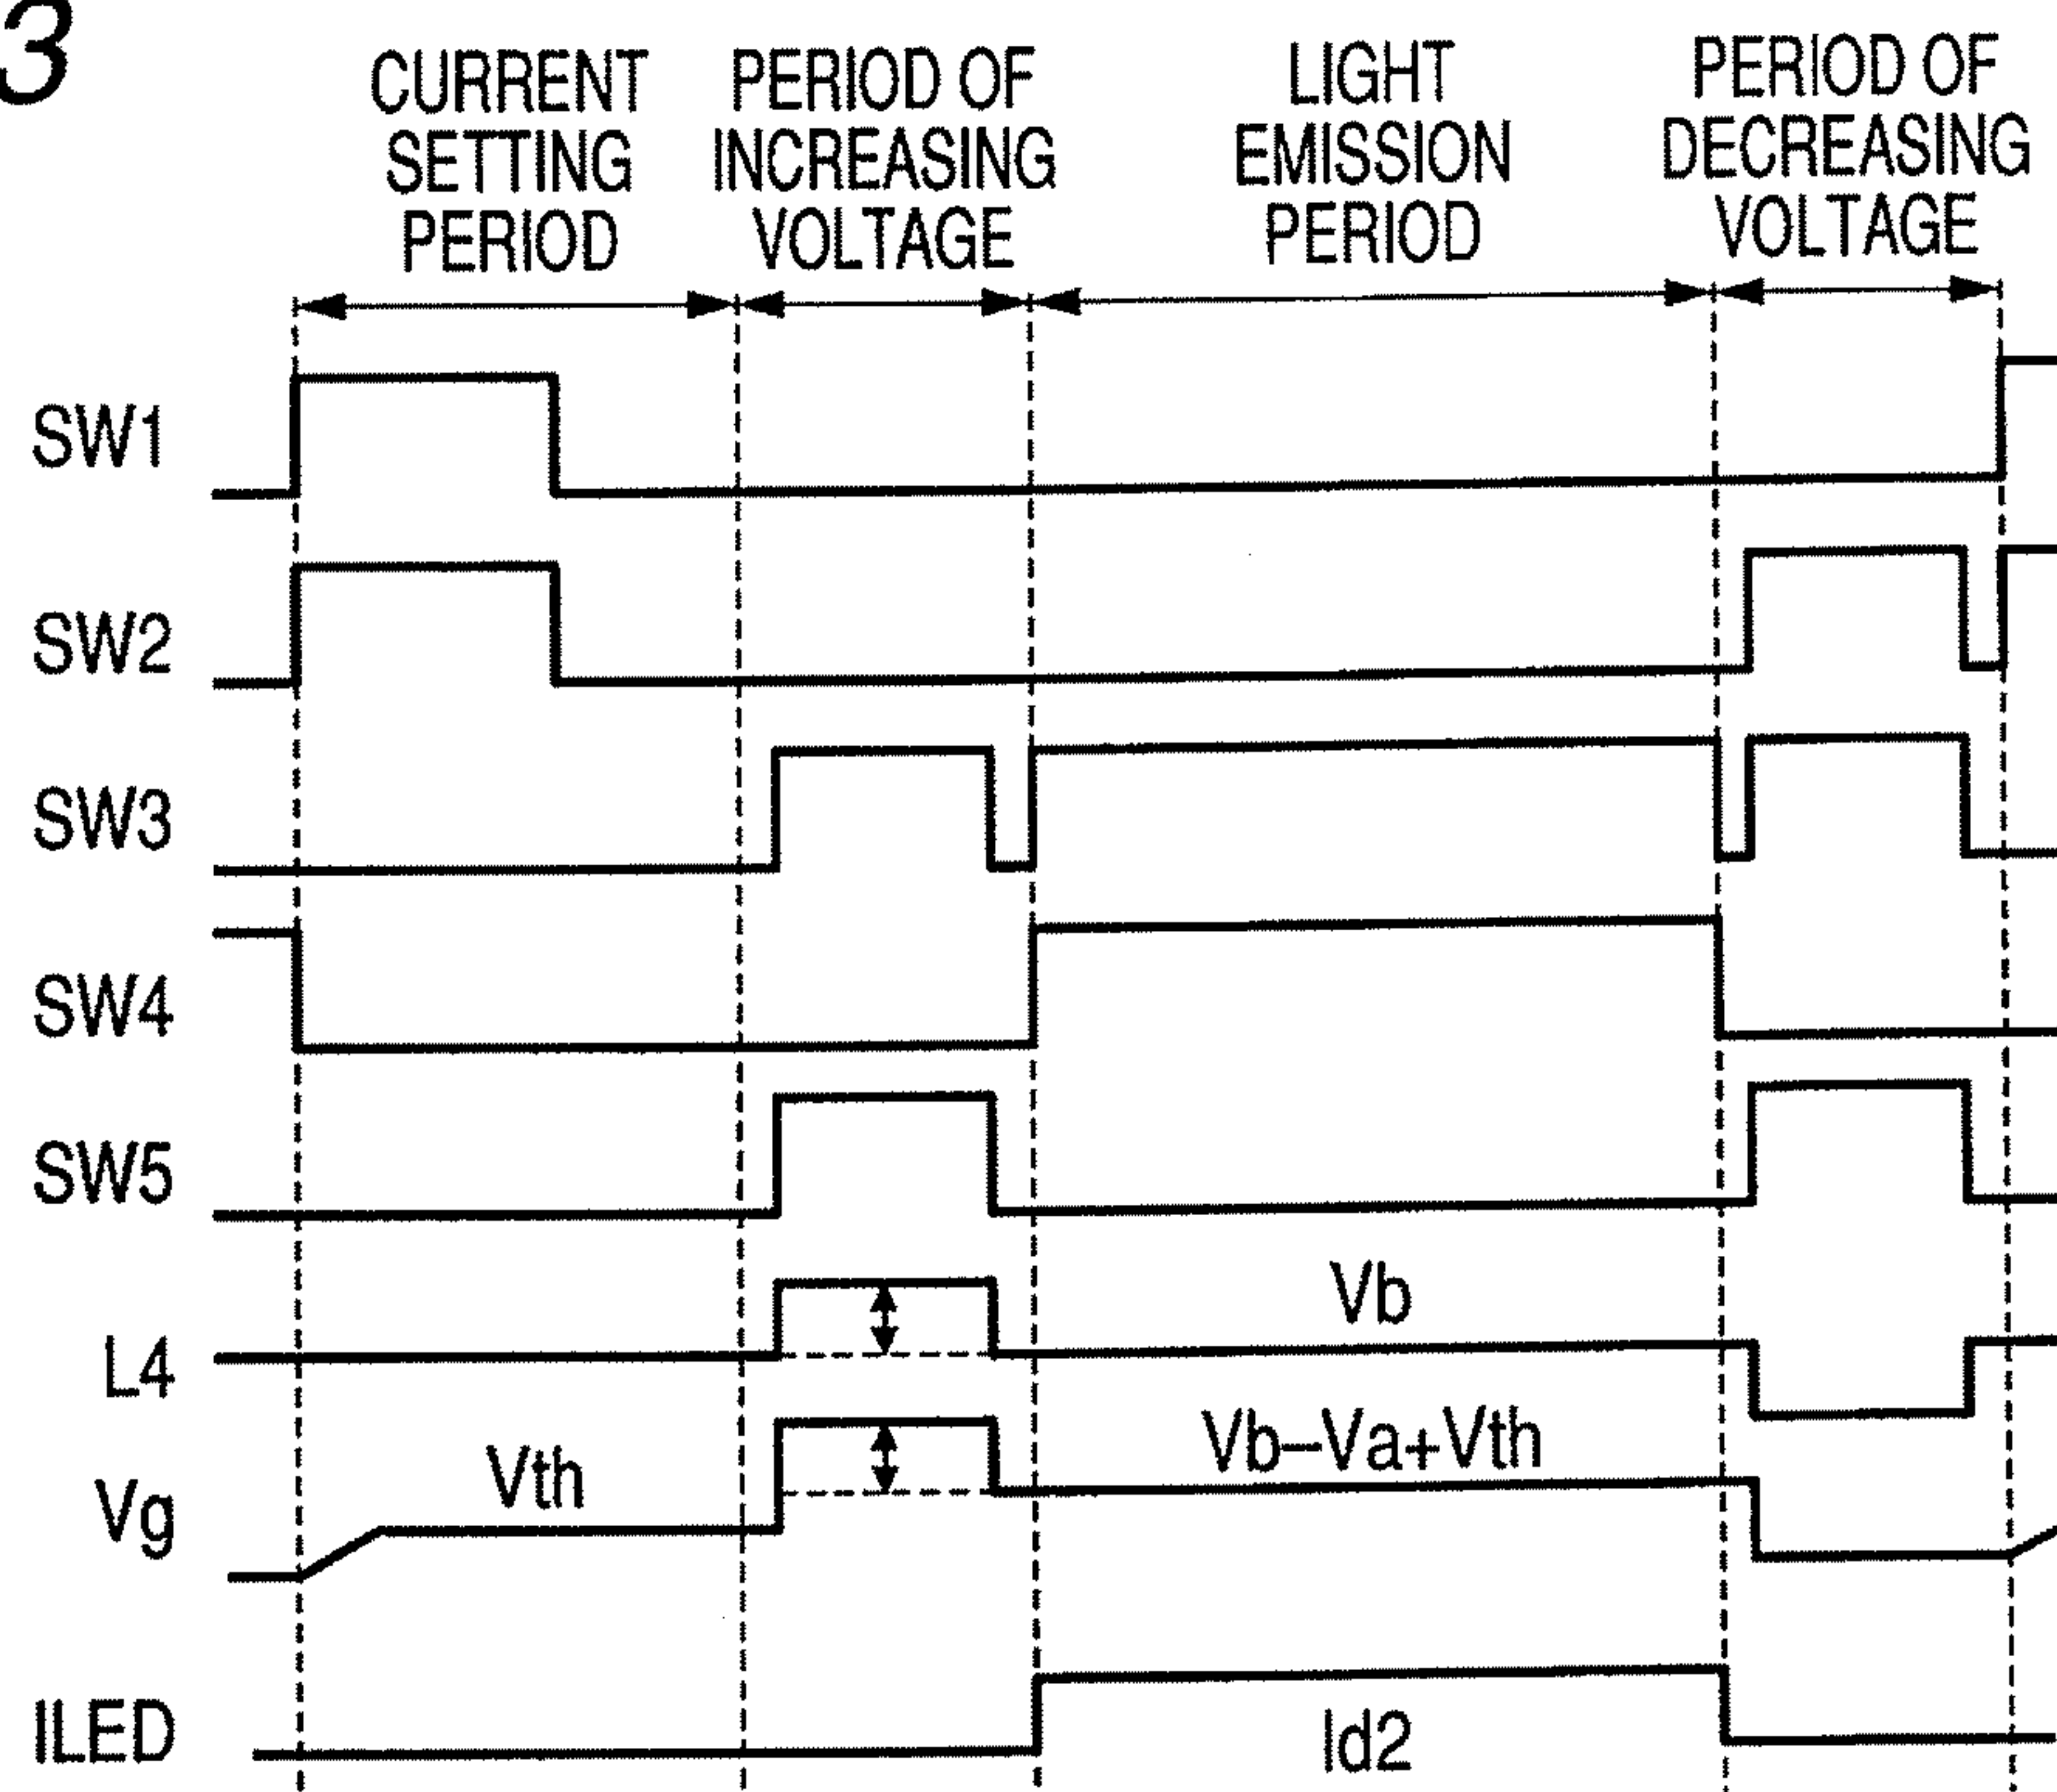 3
CURRENT SETTING PERIOD
PERIOD OF INCREASING VOLTAGE
LIGHT EMISSION PERIOD
PERIOD OF DECREASING VOLTAGE
SW1
SW2
SW3
SW4
SW5
L4
Vb
Vg
Vth
Vb–Va+Vth
ILED
Id2